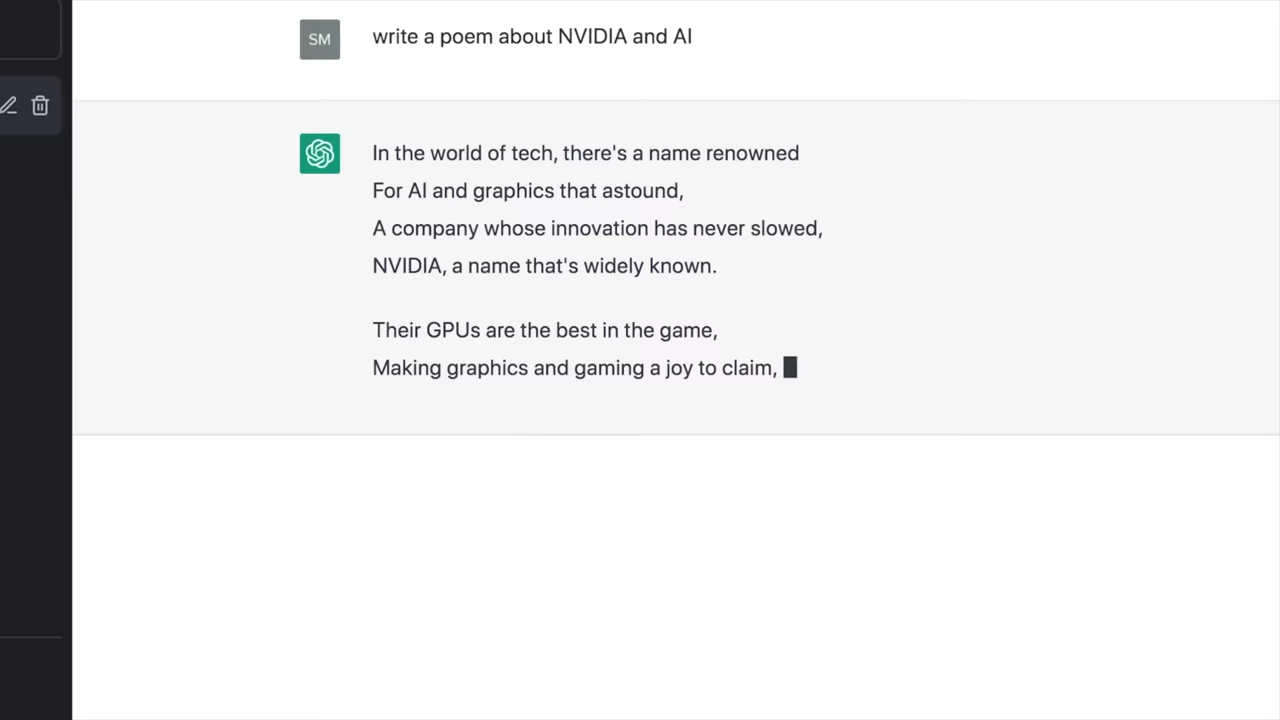 SM
write a poem about NVIDIA and AI
In the world of tech, there's a name renowned
For AI and graphics that astound,
A company whose innovation has never slowed,
NVIDIA, a name that's widely known.
Their GPUs are the best in the game,
Making graphics and gaming a joy to claim,